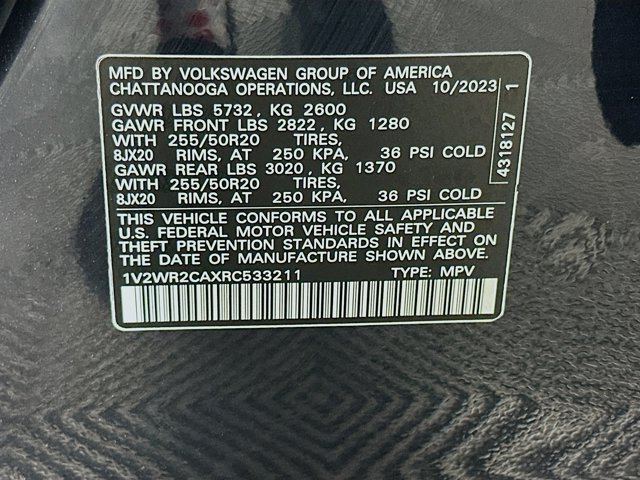 MFD BY VOLKSWAGEN GROUP OF AMERICA
CHATTANOOGA OPERATIONS, LLC. USA 10/2023
GVWR LBS 5732, KG 2600
GAWR FRONT LBS 2822, KG 1280
WITH 255/50R20 TIRES,
8JX20 RIMS, AT 250 KPA, 36 PSI COLD
GAWR REAR LBS 3020, KG 1370
WITH 255/50R20 TIRES,
8JX20 RIMS, AT 250 KPA, 36 PSI COLD
THIS VEHICLE CONFORMS TO ALL APPLICABLE
U.S. FEDERAL MOTOR VEHICLE SAFETY AND
THEFT PREVENTION STANDARDS IN EFFECT ON
THE DATE OF MANUFACTURE SHOWN ABOVE.
1V2WR2CAXRC533211 TYPE: MPV
4318127 1